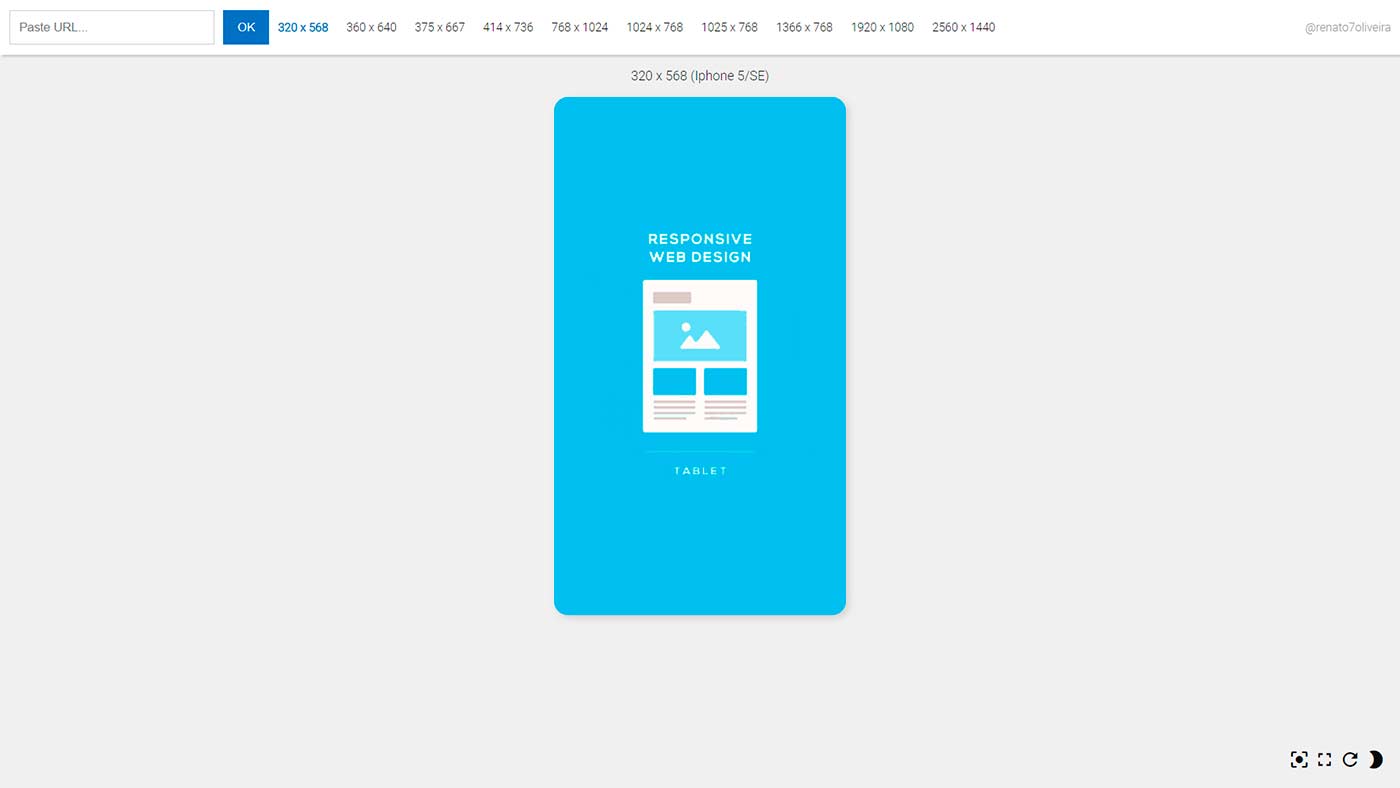 Paste URL... OK 320 x 568 360 x 640 375 x 667 414 x 736 768 x 1024 1024 x 768 1025 x 768 1366 x 768 1920 x 1080 2560 x 1440 @renato7oliveira
320 x 568 (Iphone 5/SE)
RESPONSIVE
WEB DESIGN
TABLET